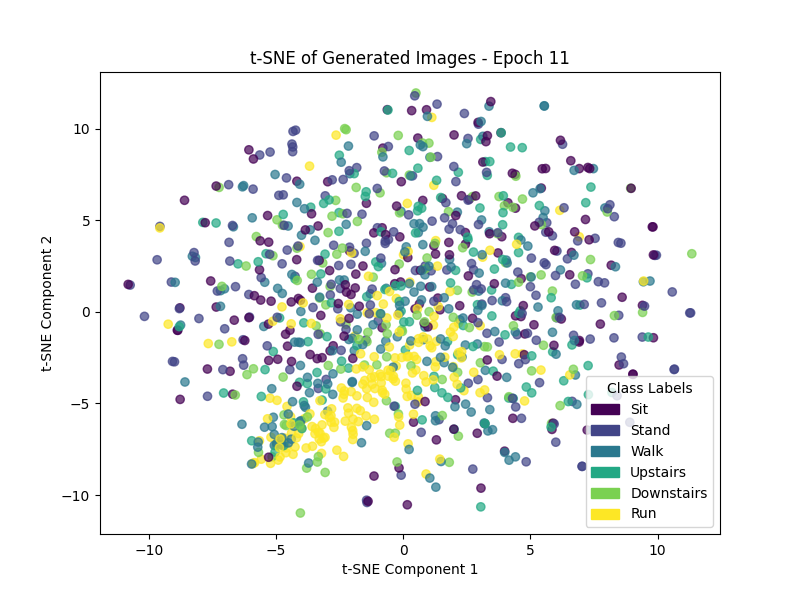 t-SNE of Generated Images - Epoch 11
t-SNE Component 2
10
5
0
−5
−10
−10
−5
0
5
10
t-SNE Component 1
Class Labels
Sit
Stand
Walk
Upstairs
Downstairs
Run